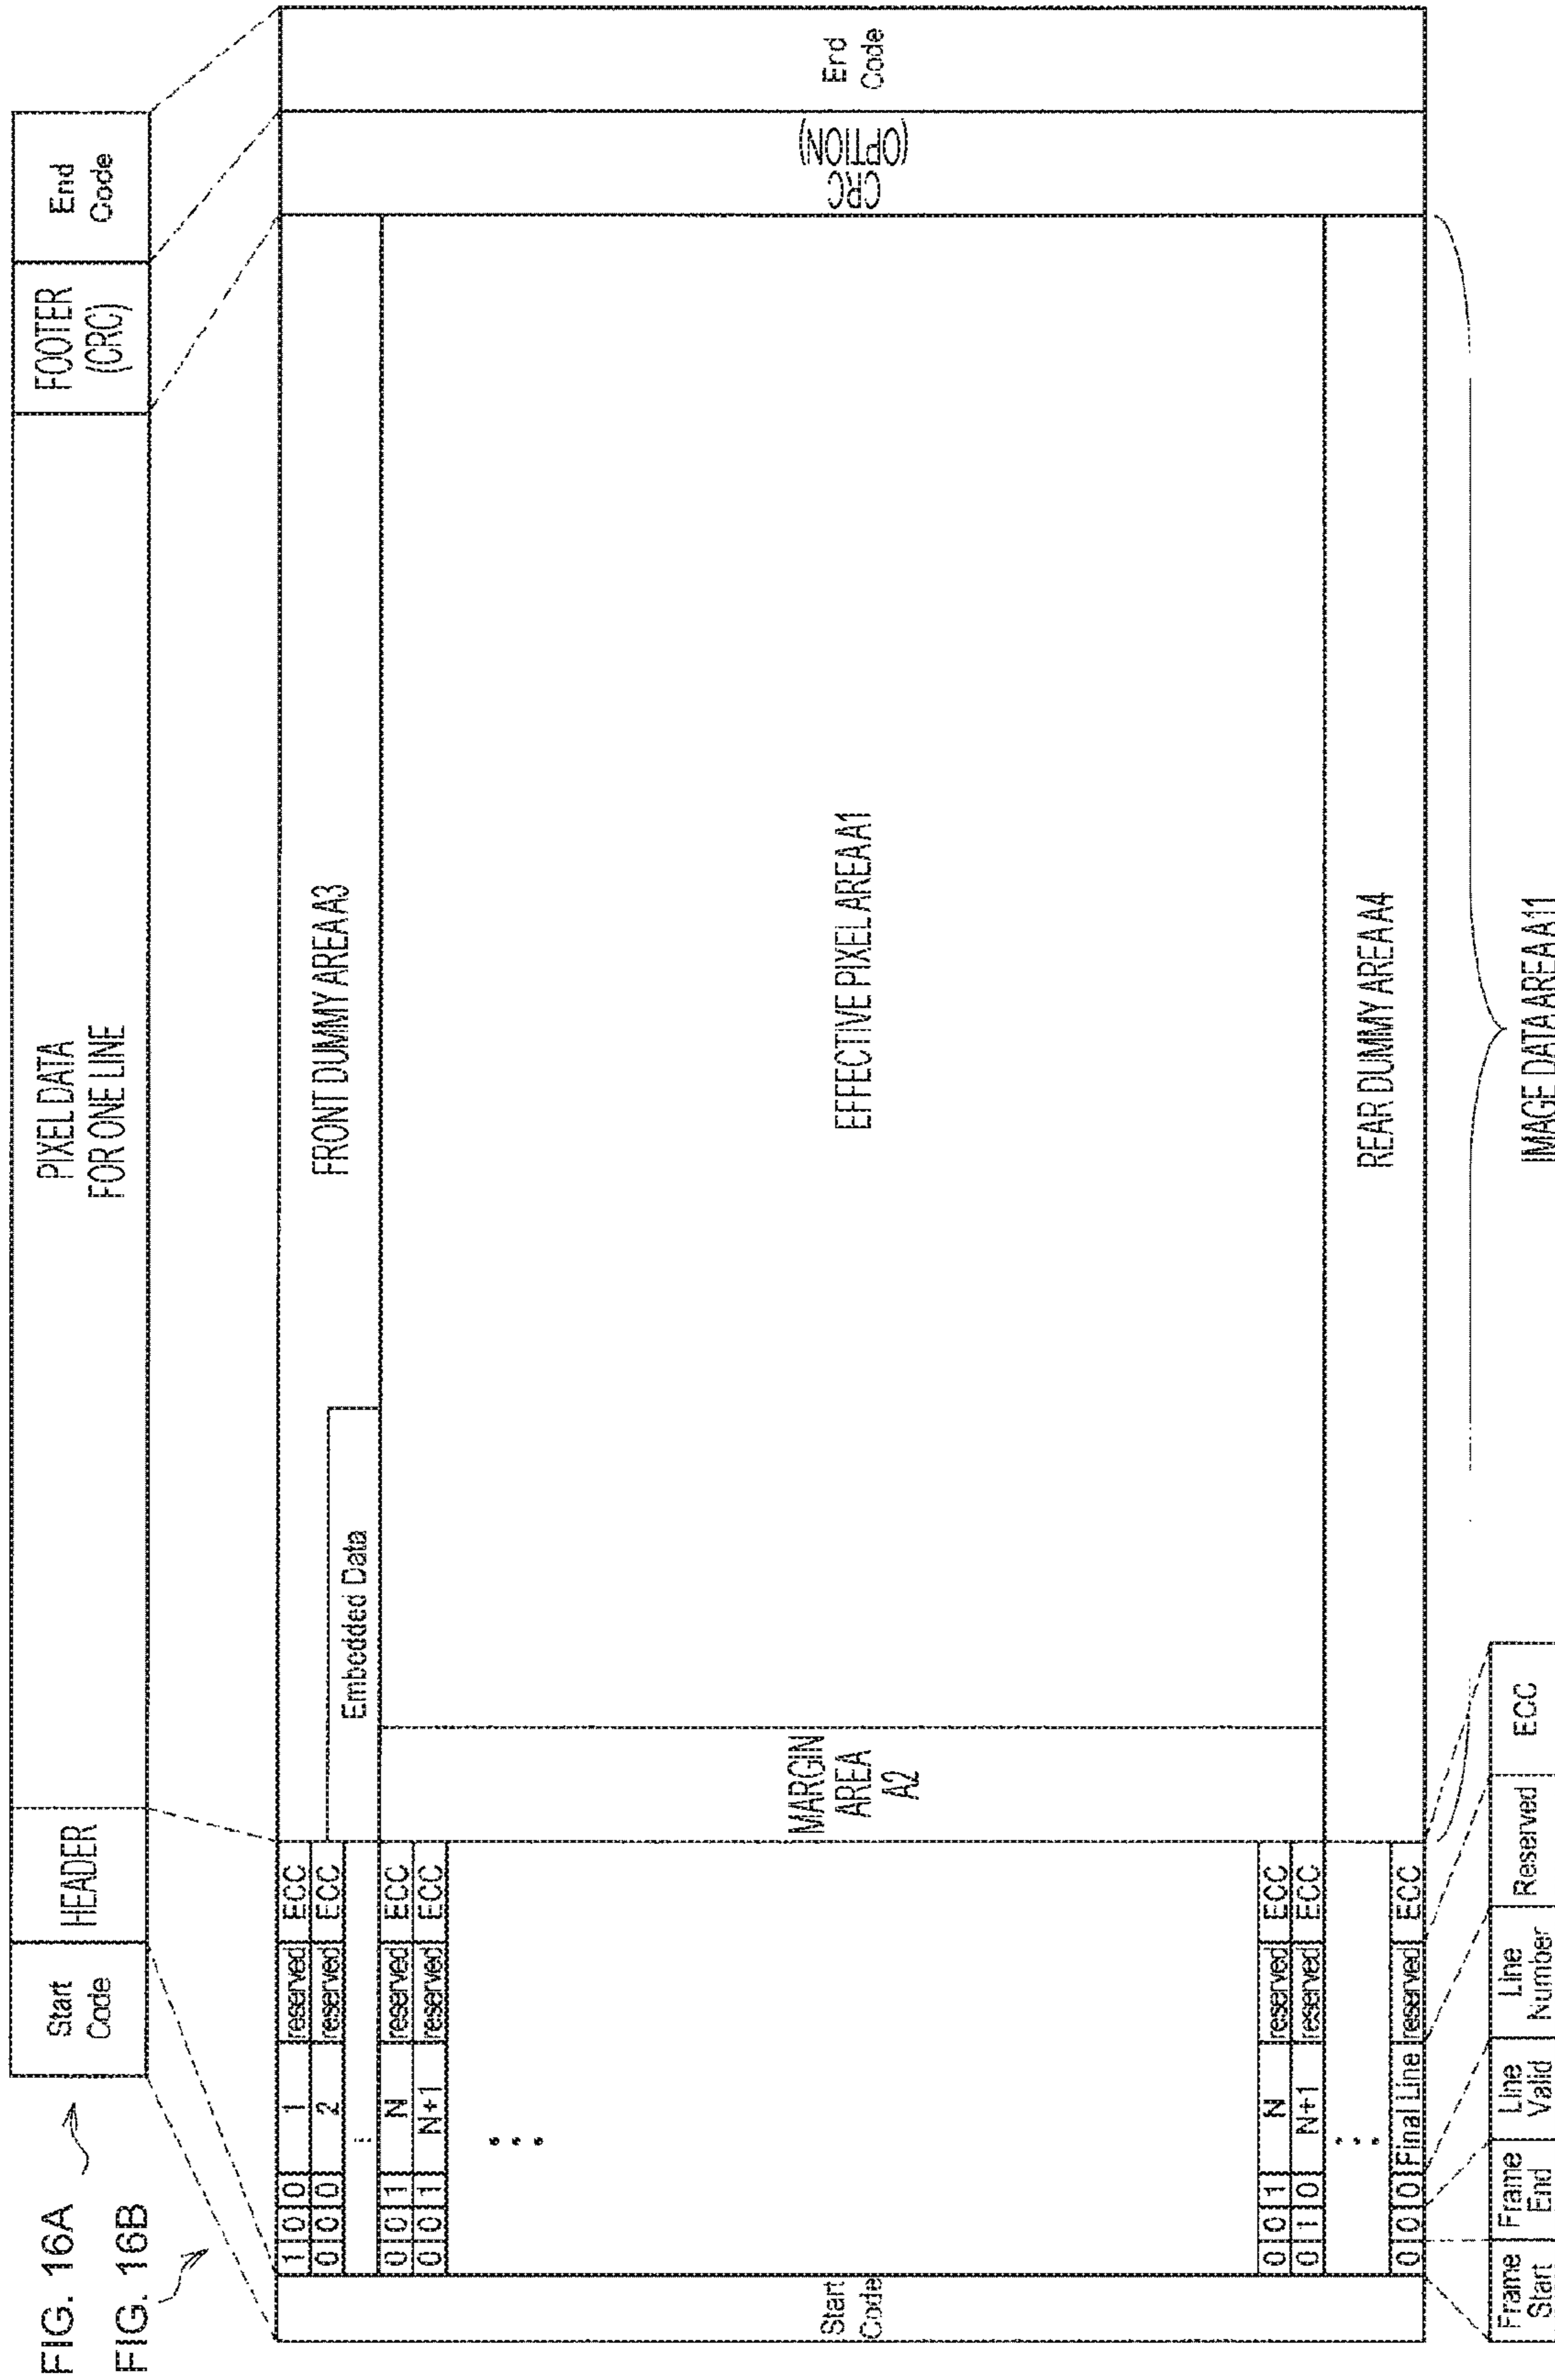 FIG. 16A
Start
Code
HEADER
PIXEL DATA
FOR ONE LINE
FOOTER
(CRC)
End
Code
FIG. 16B
Start
Code
1 0 0 1 reserved ECC
0 0 0 2 reserved ECC
0 0 1 N reserved ECC
0 0 1 N+1 reserved ECC
0 0 1 N reserved ECC
0 1 0 N+1 reserved ECC
0 0 0 Final Line reserved ECC
FRONT DUMMY AREA A3
Embedded Data
MARGIN
AREA
A2
EFFECTIVE PIXEL AREA A1
REAR DUMMY AREA A4
CRC
(OPTION)
End
Code
Frame
Start
Frame
End
Line
Valid
Line
Number
Reserved
ECC
IMAGE DATA AREA A11